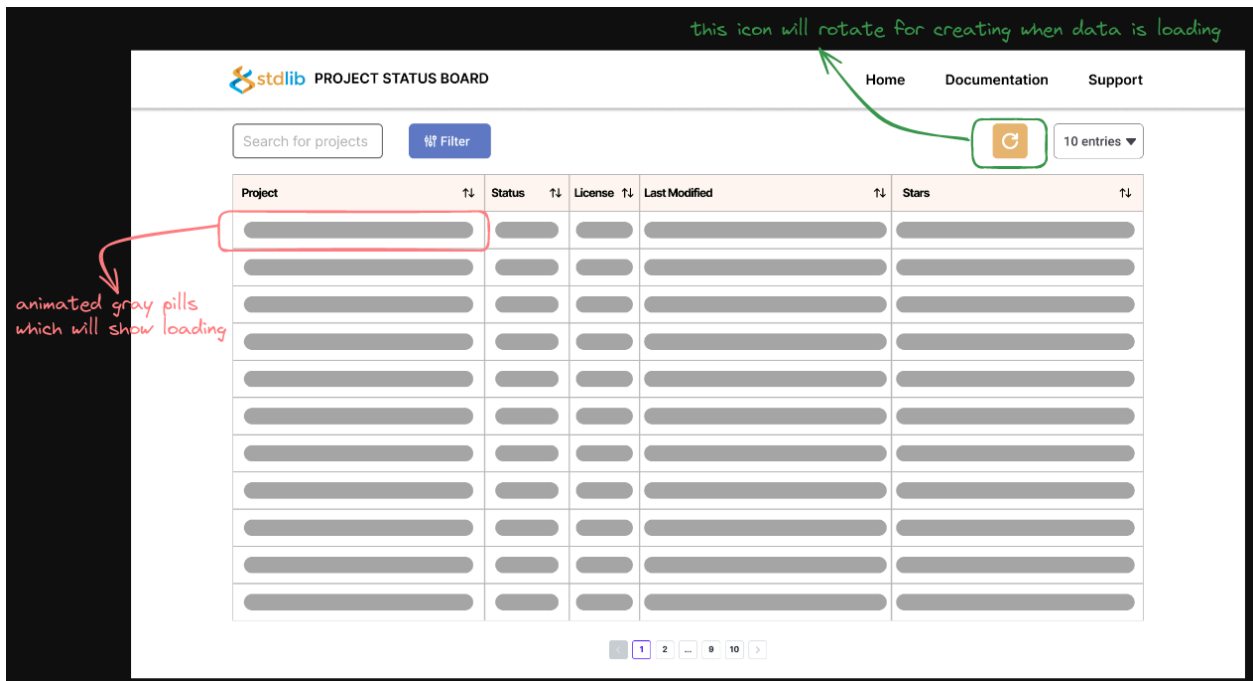 this icon will rotate for creating when data is loading
stdlib PROJECT STATUS BOARD
Home Documentation Support
Search for projects Filter 10 entries
Project Status License Last Modified Stars
animated gray pills
which will show loading
1 2 ... 9 10